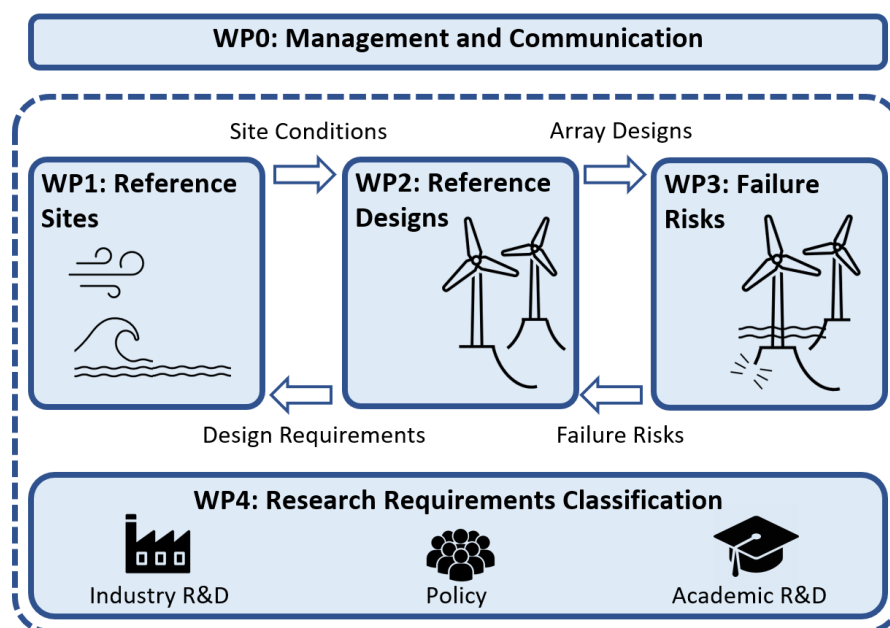 WP0: Management and Communication
Site Conditions
Array Designs
WP1: Reference
Sites
WP2: Reference
Designs
WP3: Failure
Risks
Design Requirements
Failure Risks
WP4: Research Requirements Classification
Industry R&D
Policy
Academic R&D